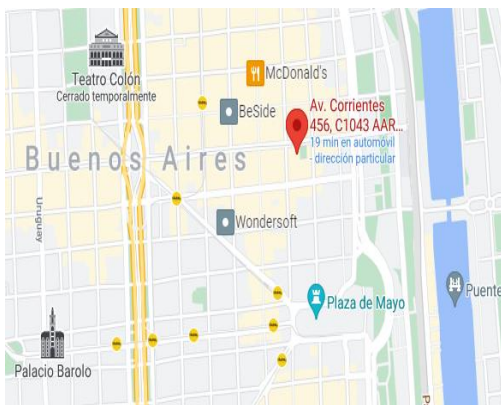 Teatro Colón
Cerrado temporalmente
McDonald's
BeSide
Av. Corrientes
456, C1043 AAR...
19 min en automóvil
- dirección particular
Buenos Aires
Uruguay
Wondersoft
Plaza de Mayo
Puente
Palacio Barolo
P